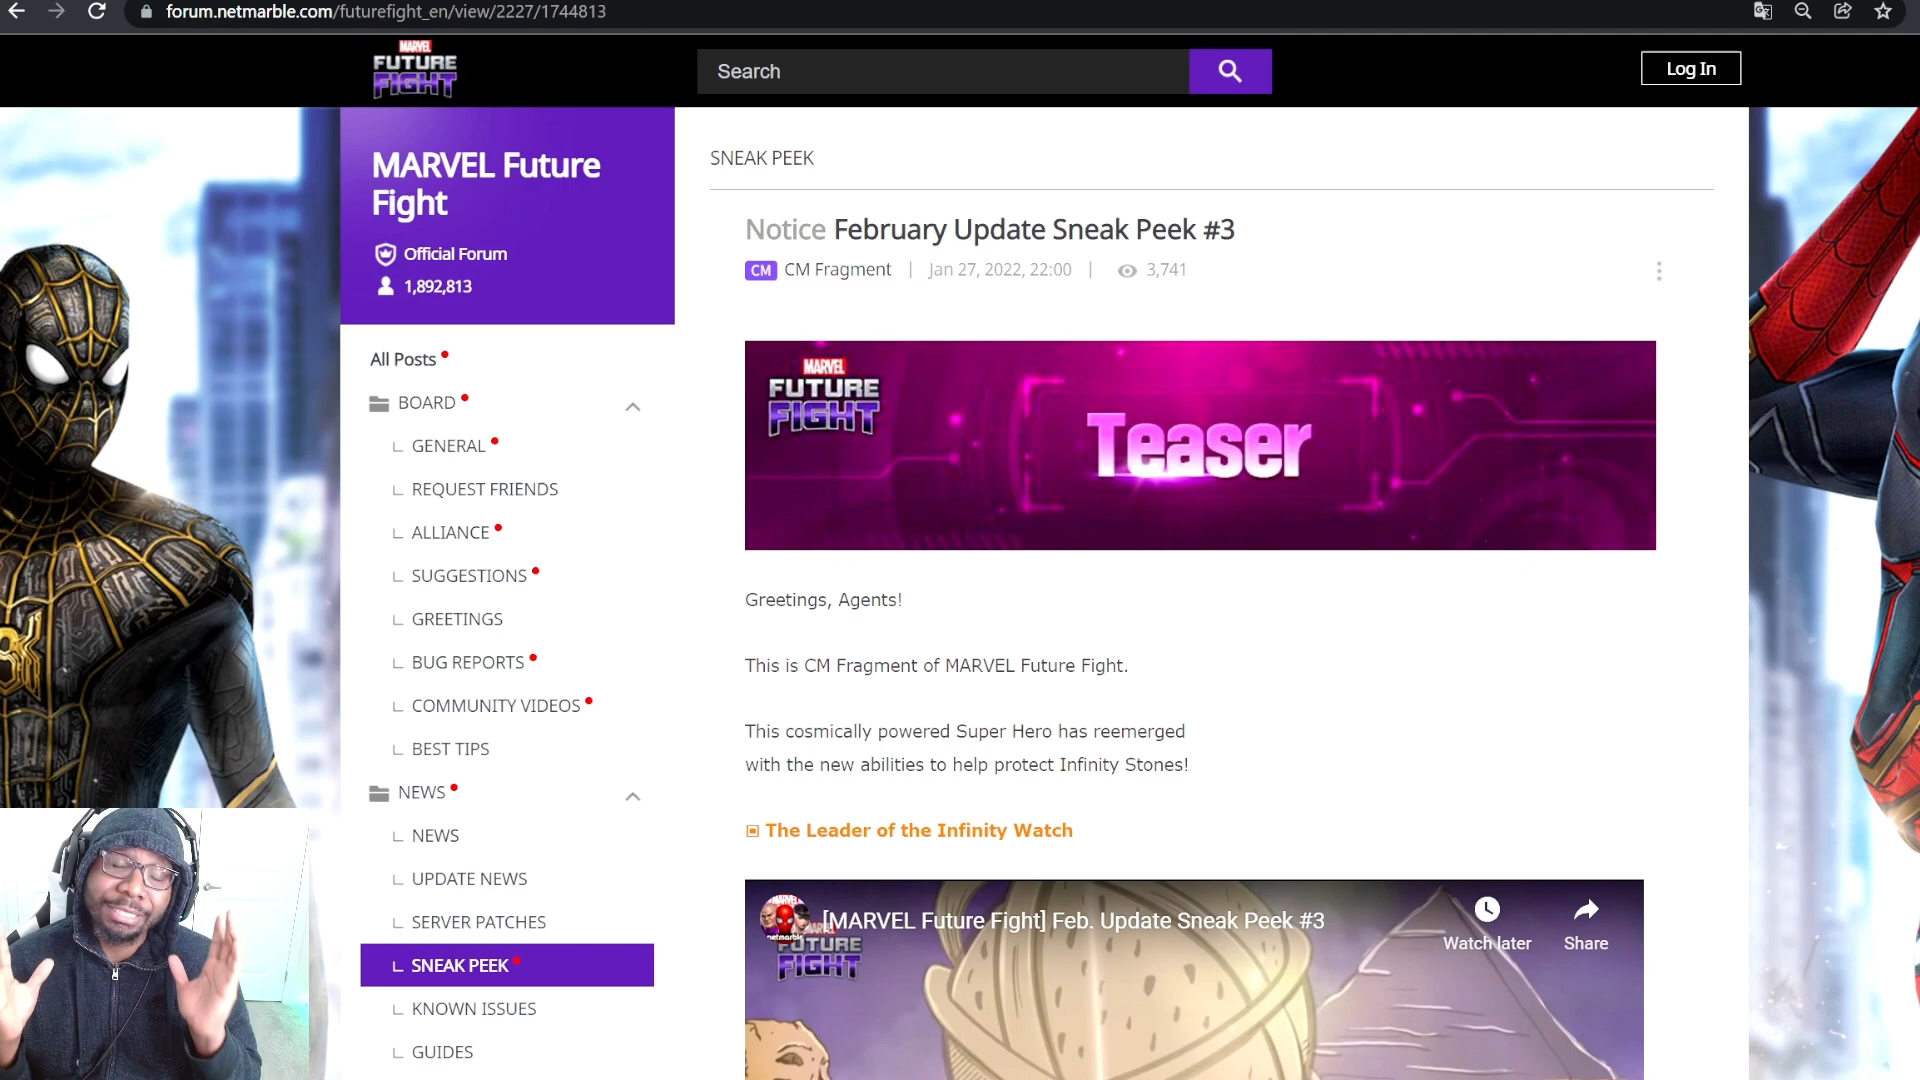 forum.netmarble.com/futurefight_en/view/2227/1744813
MARVEL
FUTURE
FIGHT
Search
Log In
MARVEL Future
Fight
Official Forum
1,892,813
All Posts
BOARD
GENERAL
REQUEST FRIENDS
ALLIANCE
SUGGESTIONS
GREETINGS
BUG REPORTS
COMMUNITY VIDEOS
BEST TIPS
NEWS
NEWS
UPDATE NEWS
SERVER PATCHES
SNEAK PEEK
KNOWN ISSUES
GUIDES
SNEAK PEEK
Notice February Update Sneak Peek #3
CM CM Fragment | Jan 27, 2022, 22:00 | 3,741
MARVEL
FUTURE
FIGHT
Teaser
Greetings, Agents!
This is CM Fragment of MARVEL Future Fight.
This cosmically powered Super Hero has reemerged
with the new abilities to help protect Infinity Stones!
▣ The Leader of the Infinity Watch
[MARVEL Future Fight] Feb. Update Sneak Peek #3
Watch later
Share
MARVEL
netmarble
MARVEL
FUTURE
FIGHT